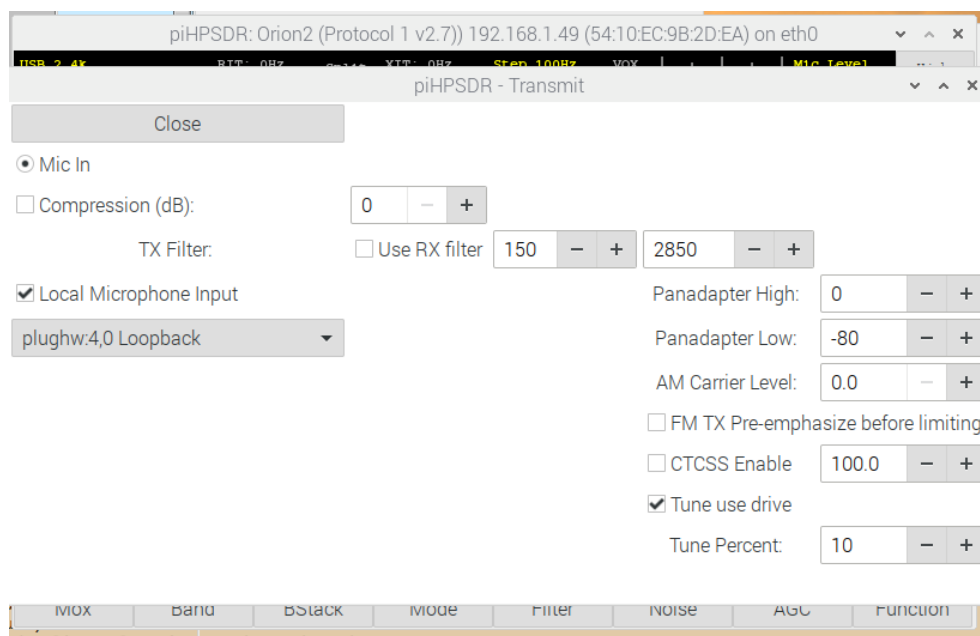 piHPSDR: Orion2 (Protocol 1 v2.7)) 192.168.1.49 (54:10:EC:9B:2D:EA) on eth0
USB 2.4k RIT: 0Hz Split XIT: 0Hz Step 100Hz VOX Mic Level
piHPSDR - Transmit
Close
Mic In
Compression (dB): 0 − +
TX Filter: Use RX filter 150 − + 2850 − +
Local Microphone Input Panadapter High: 0 − +
plughw:4,0 Loopback Panadapter Low: -80 − +
AM Carrier Level: 0.0 − +
FM TX Pre-emphasize before limiting
CTCSS Enable 100.0 − +
Tune use drive
Tune Percent: 10 − +
Mox Band BStack Mode Filter Noise AGC Function